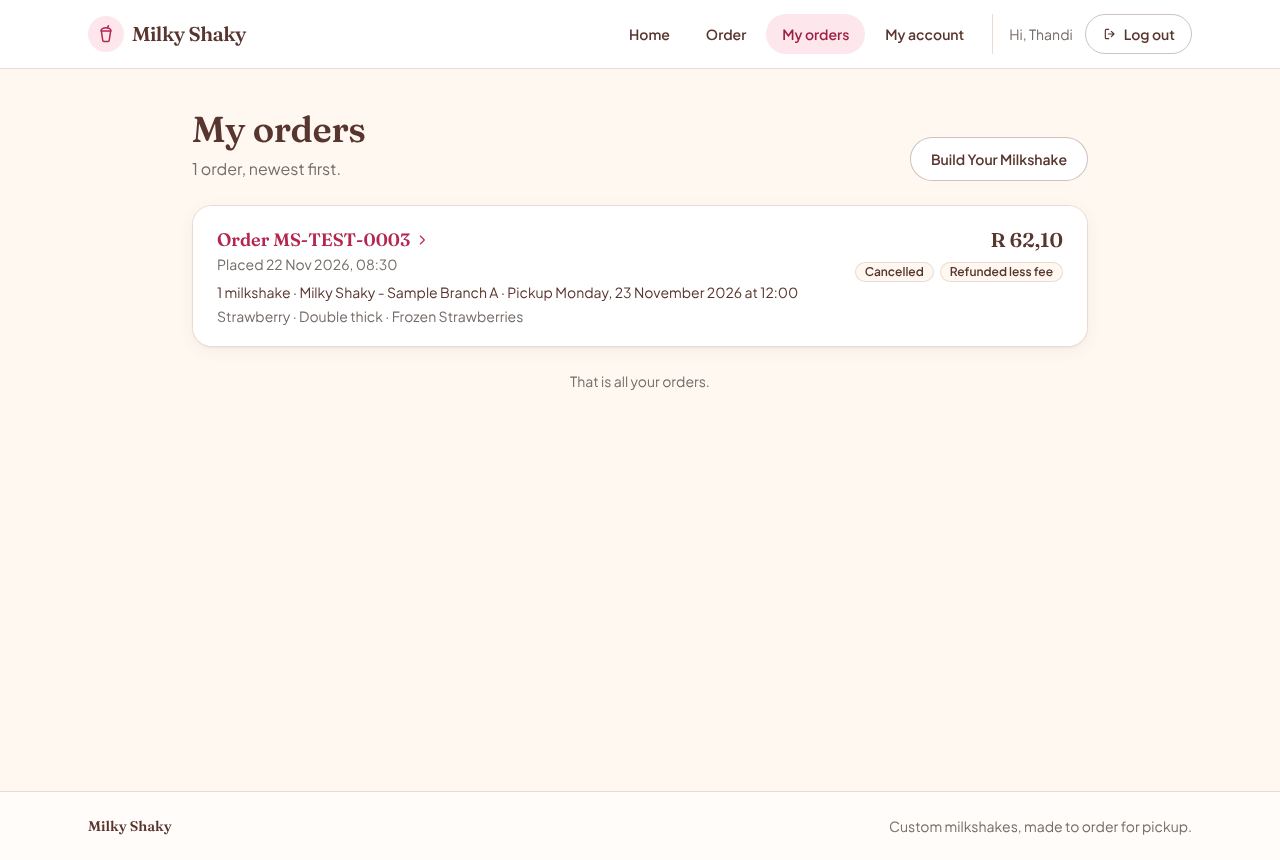 Milky Shaky
Home Order My orders My account Hi, Thandi Log out
My orders
1 order, newest first.
Build Your Milkshake
Order MS-TEST-0003
R 62,10
Placed 22 Nov 2026, 08:30
Cancelled Refunded less fee
1 milkshake · Milky Shaky - Sample Branch A · Pickup Monday, 23 November 2026 at 12:00
Strawberry · Double thick · Frozen Strawberries
That is all your orders.
Milky Shaky
Custom milkshakes, made to order for pickup.